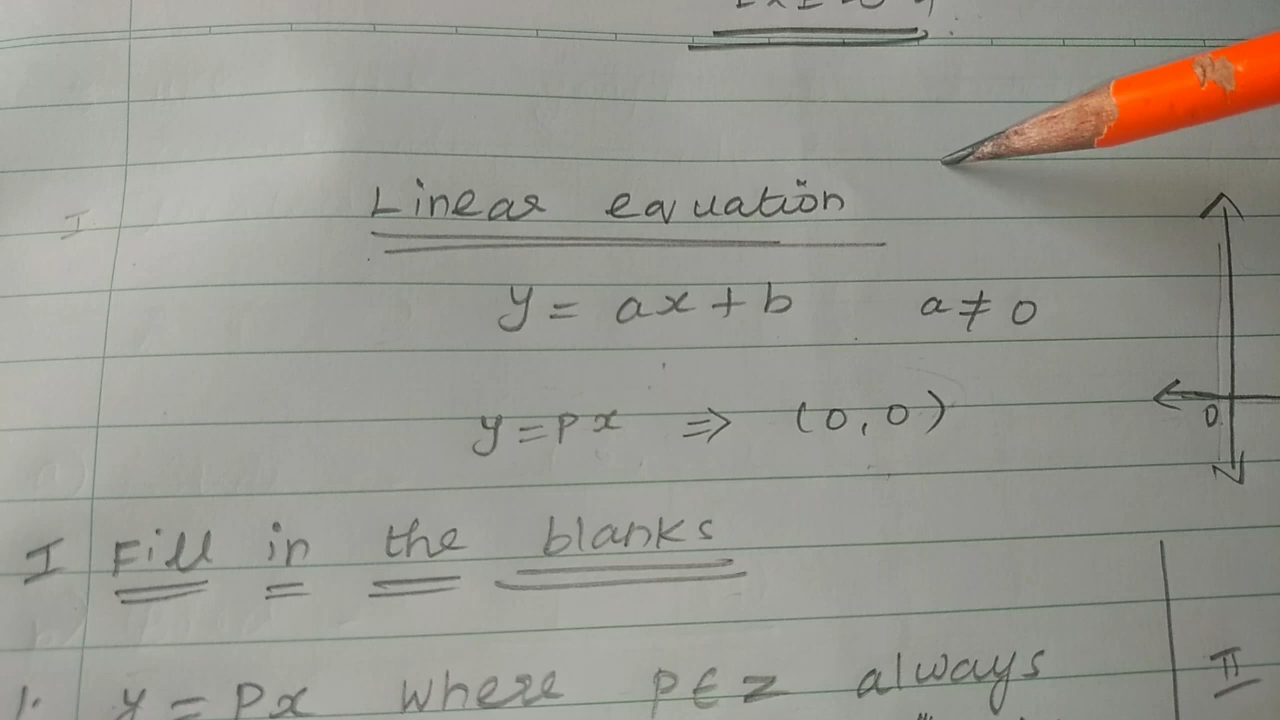 I
Linear equation
y = ax + b a ≠ 0
y = px ⇒ (0, 0)
0
I Fill in the blanks
1. y = px where p ∈ z always
II